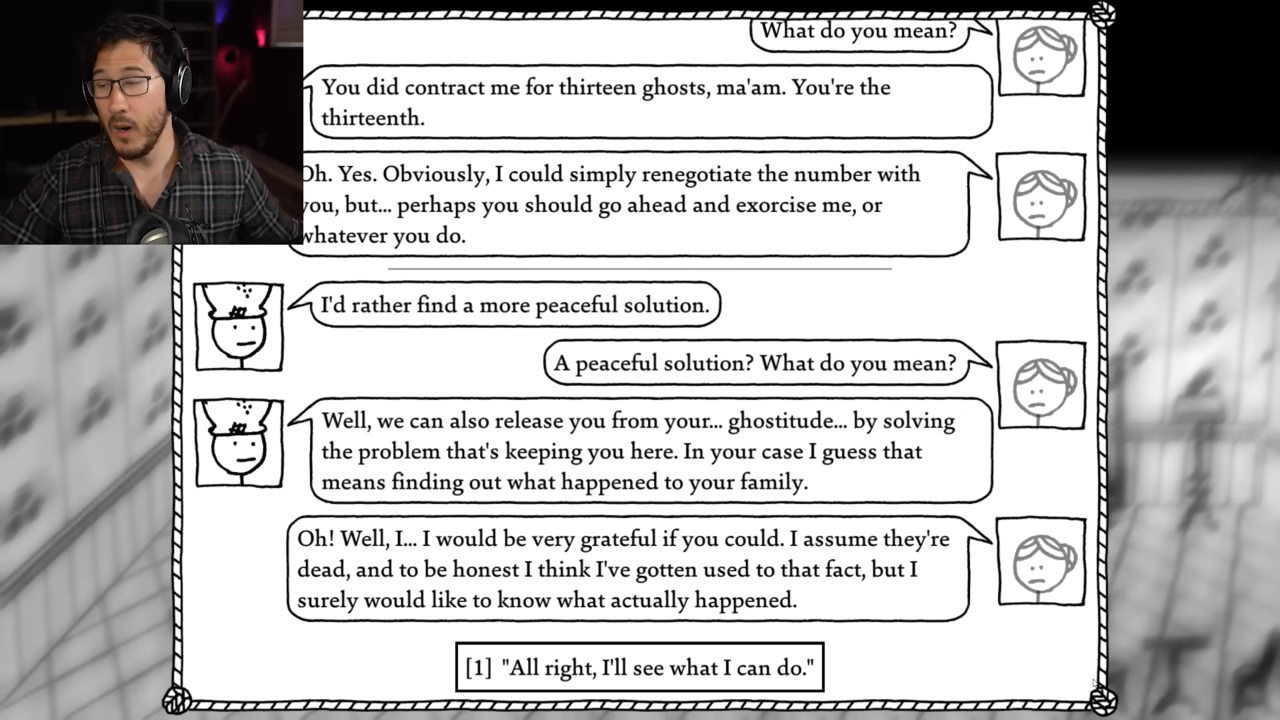 What do you mean?
You did contract me for thirteen ghosts, ma'am. You're the
thirteenth.
Oh. Yes. Obviously, I could simply renegotiate the number with
you, but... perhaps you should go ahead and exorcise me, or
whatever you do.
I'd rather find a more peaceful solution.
A peaceful solution? What do you mean?
Well, we can also release you from your... ghostitude... by solving
the problem that's keeping you here. In your case I guess that
means finding out what happened to your family.
Oh! Well, I... I would be very grateful if you could. I assume they're
dead, and to be honest I think I've gotten used to that fact, but I
surely would like to know what actually happened.
[1] "All right, I'll see what I can do."